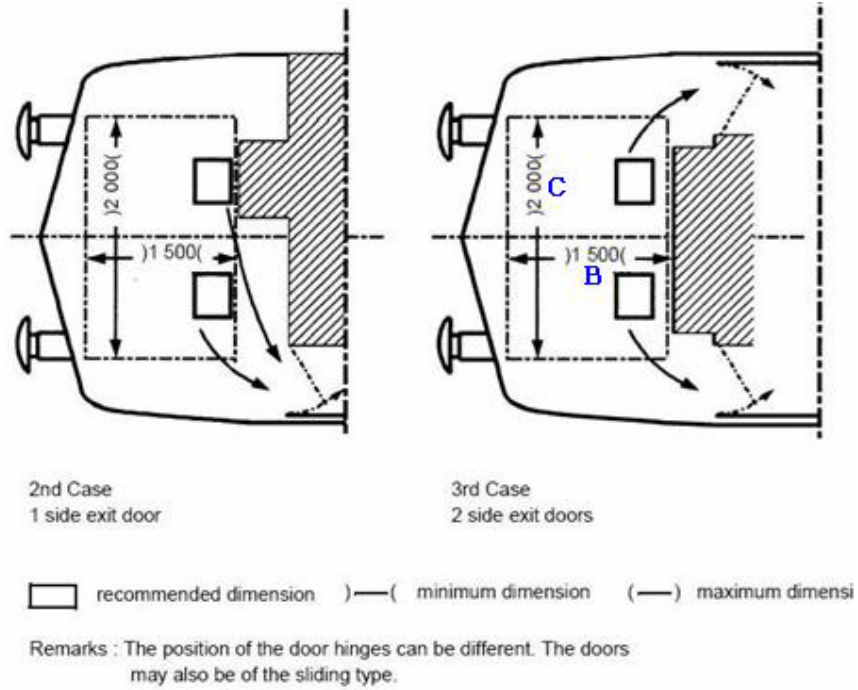 )2 000(
)1 500(
)2 000(
C
)1 500(
B
2nd Case
1 side exit door
3rd Case
2 side exit doors
recommended dimension )—( minimum dimension (—) maximum dimensi
Remarks : The position of the door hinges can be different. The doors
may also be of the sliding type.